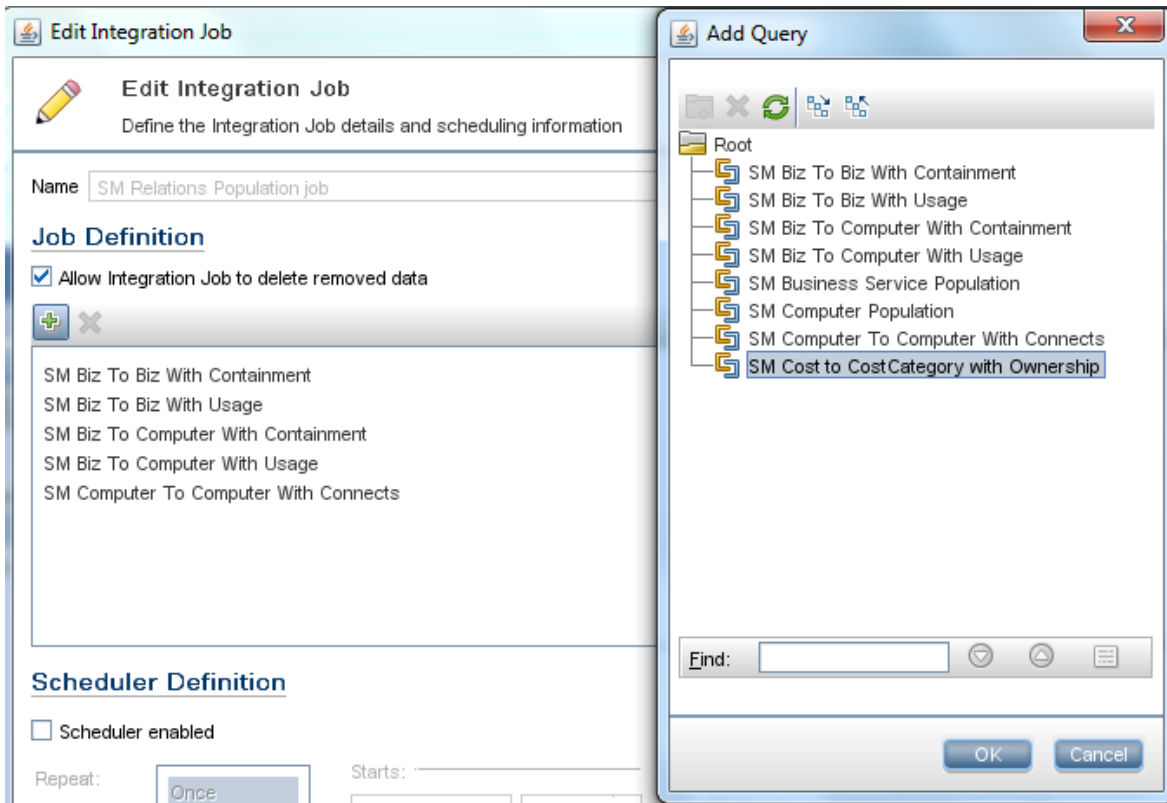 Edit Integration Job
Edit Integration Job
Define the Integration Job details and scheduling information
Name SM Relations Population job
Job Definition
Allow Integration Job to delete removed data
SM Biz To Biz With Containment
SM Biz To Biz With Usage
SM Biz To Computer With Containment
SM Biz To Computer With Usage
SM Computer To Computer With Connects
Scheduler Definition
Scheduler enabled
Repeat:
Once
Starts:
Add Query
Root
SM Biz To Biz With Containment
SM Biz To Biz With Usage
SM Biz To Computer With Containment
SM Biz To Computer With Usage
SM Business Service Population
SM Computer Population
SM Computer To Computer With Connects
SM Cost to CostCategory with Ownership
Find:
OK Cancel